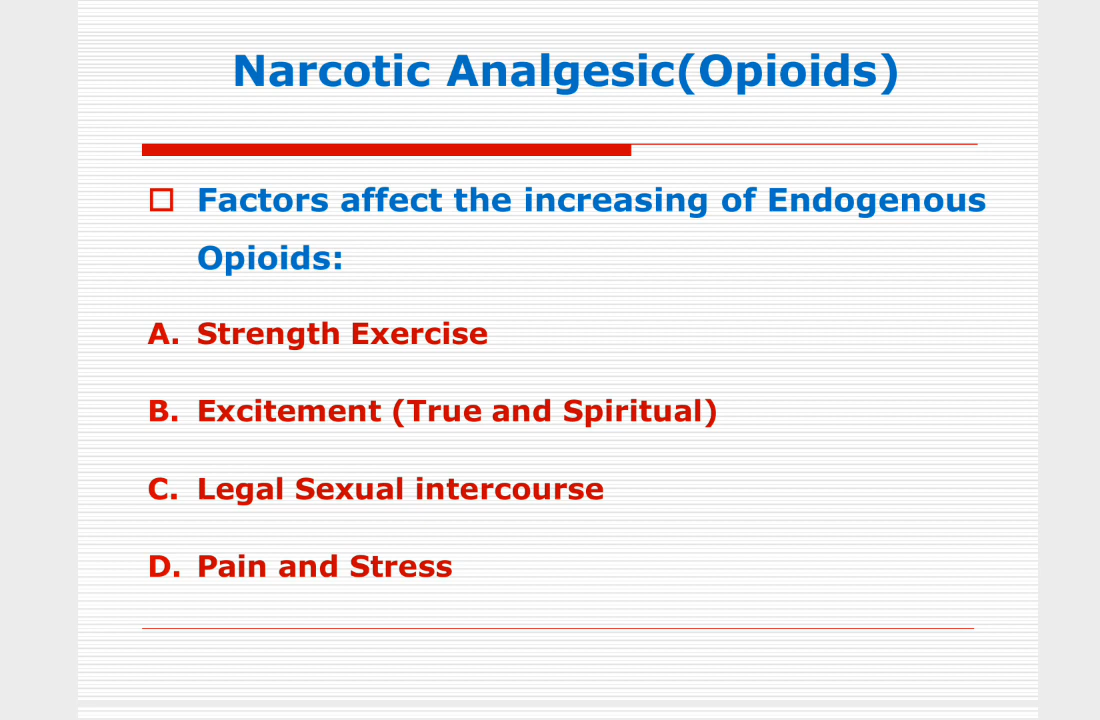 Narcotic Analgesic(Opioids)
Factors affect the increasing of Endogenous
Opioids:
A. Strength Exercise
B. Excitement (True and Spiritual)
C. Legal Sexual intercourse
D. Pain and Stress